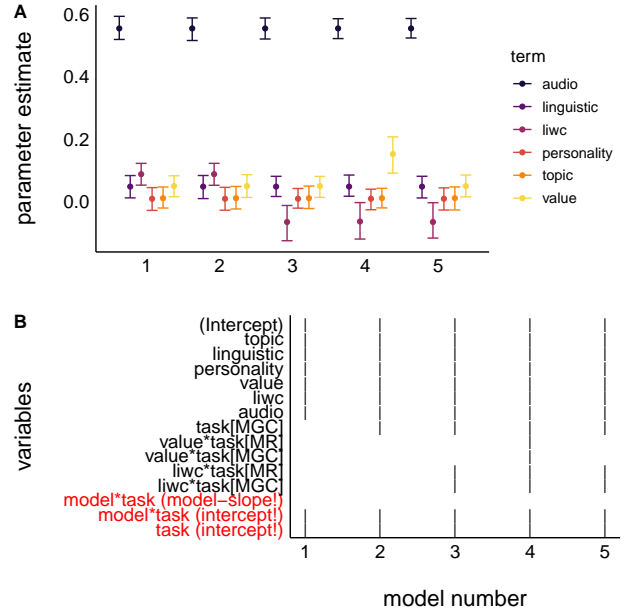 A
0.6
0.4
0.2
0.0
parameter estimate
1 2 3 4 5
term
audio
linguistic
liwc
personality
topic
value
B
variables
(Intercept)
topic
linguistic
personality
value
liwc
audio
task[MGC]
value*task[MR]
value*task[MGC]
liwc*task[MR]
liwc*task[MGC]
model*task (model−slope!)
model*task (intercept!)
task (intercept!)
1 2 3 4 5
model number